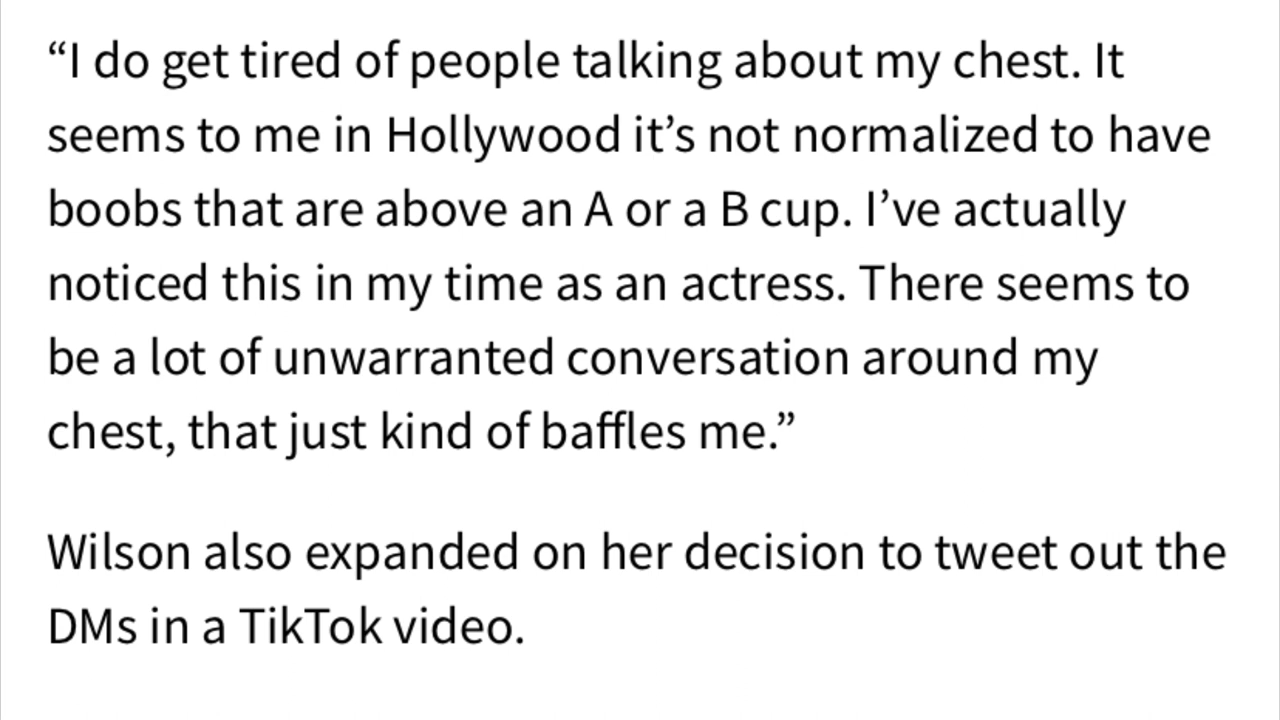 “I do get tired of people talking about my chest. It
seems to me in Hollywood it’s not normalized to have
boobs that are above an A or a B cup. I’ve actually
noticed this in my time as an actress. There seems to
be a lot of unwarranted conversation around my
chest, that just kind of baffles me.”
Wilson also expanded on her decision to tweet out the
DMs in a TikTok video.